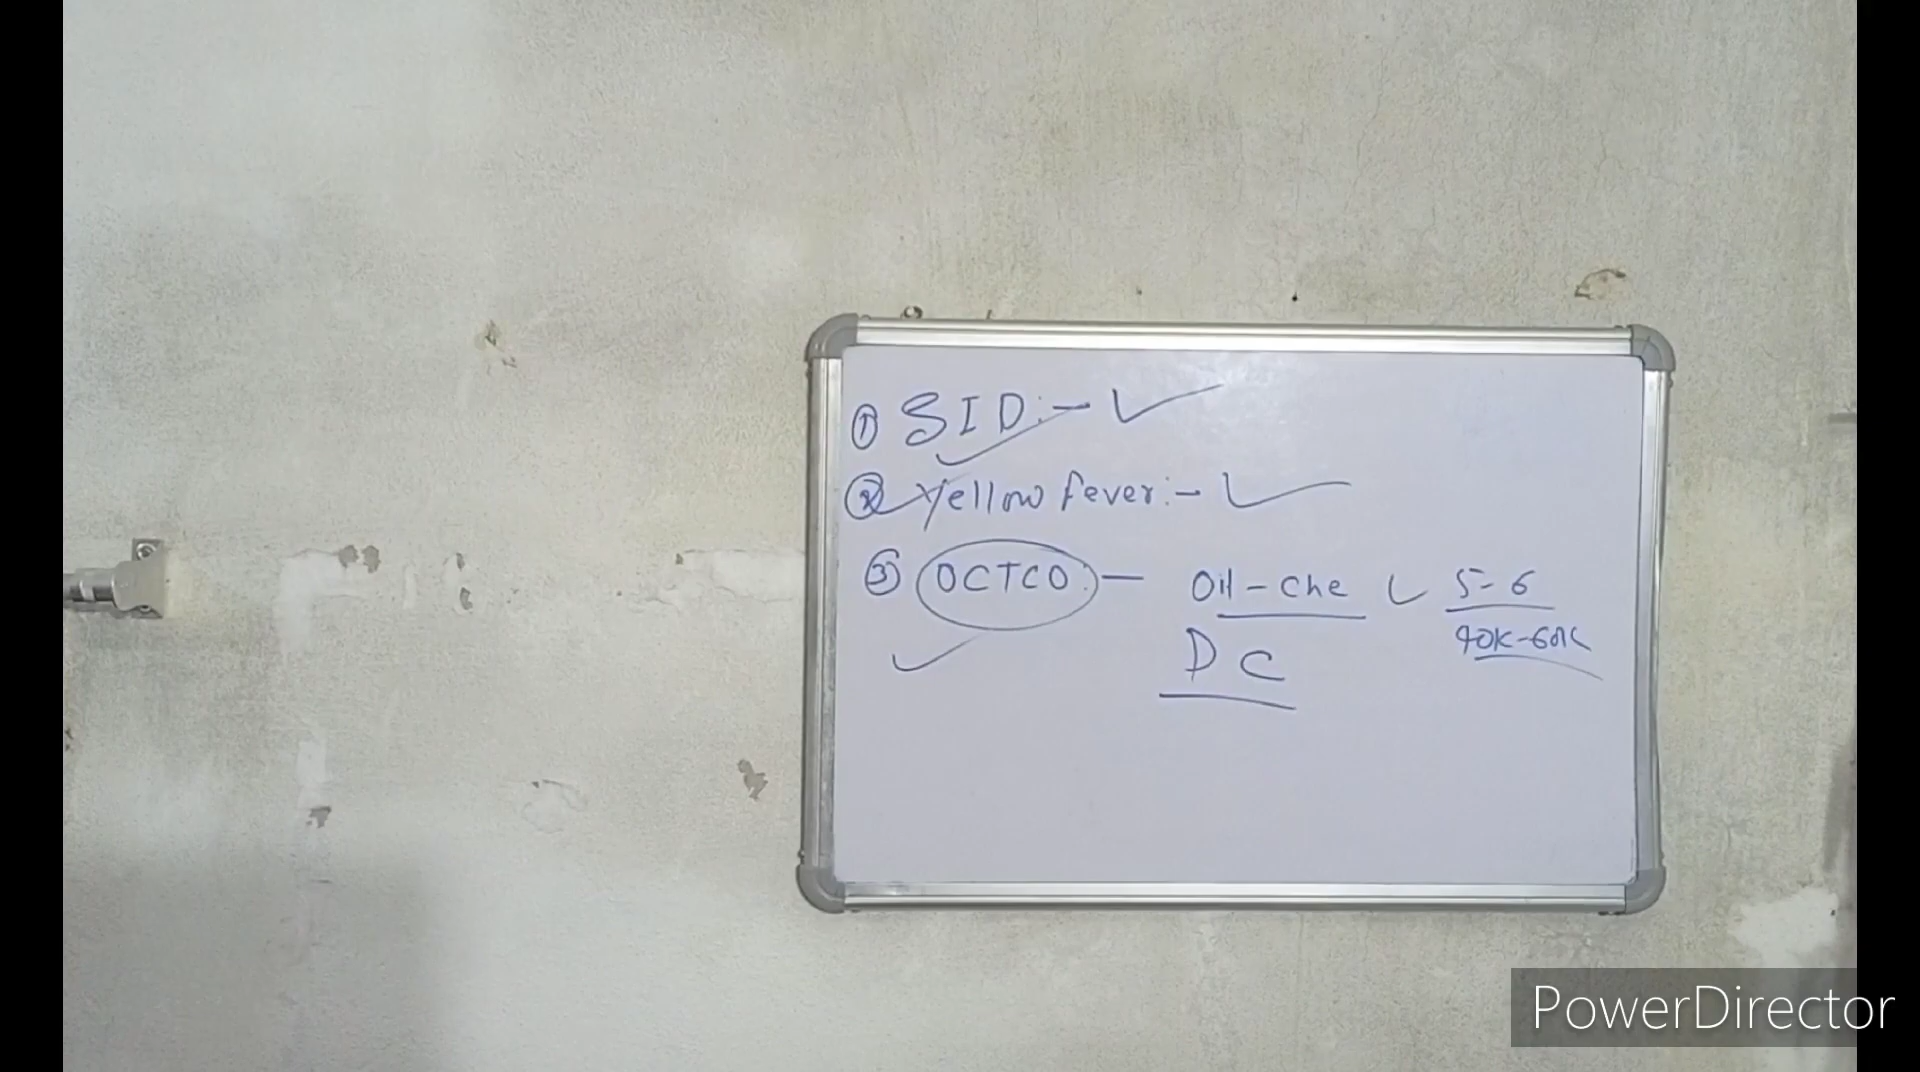 ① SID:- ✓
② Yellow fever:- ✓
③ OCTCO:- Oil-Che ✓ 5-6
40K-60K
DC
PowerDirector